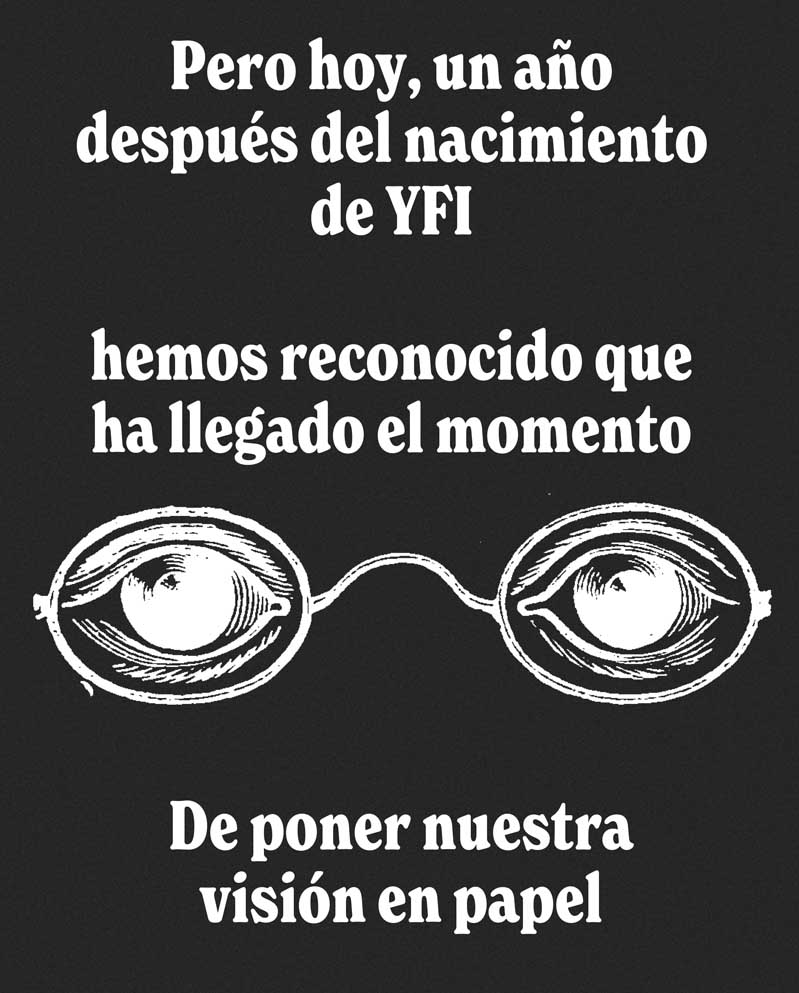 Pero hoy, un año
después del nacimiento
de YFI
hemos reconocido que
ha llegado el momento
De poner nuestra
visión en papel